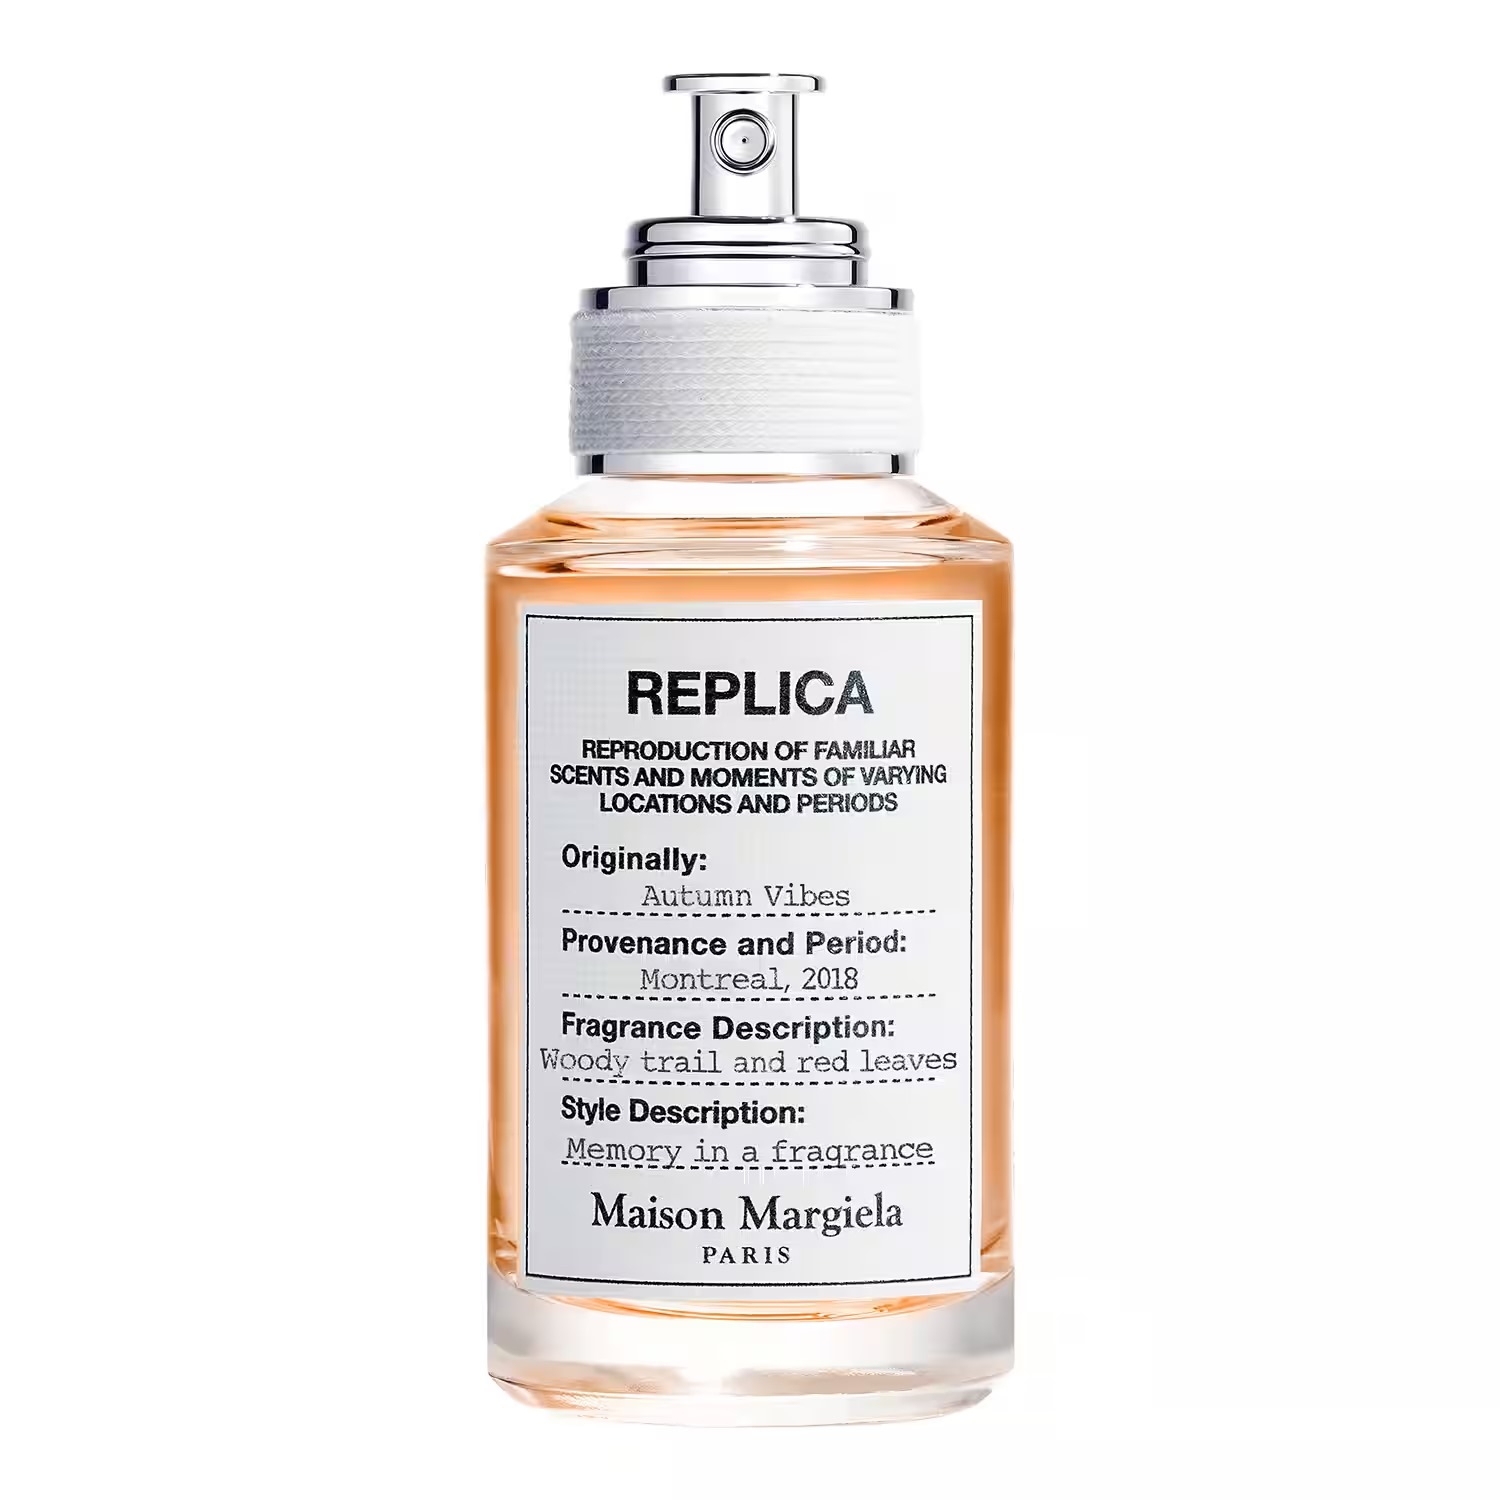 REPLICA
REPRODUCTION OF FAMILIAR
SCENTS AND MOMENTS OF VARYING
LOCATIONS AND PERIODS
Originally:
Autumn Vibes
Provenance and Period:
Montreal, 2018
Fragrance Description:
Woody trail and red leaves
Style Description:
Memory in a fragrance
Maison Margiela
PARIS